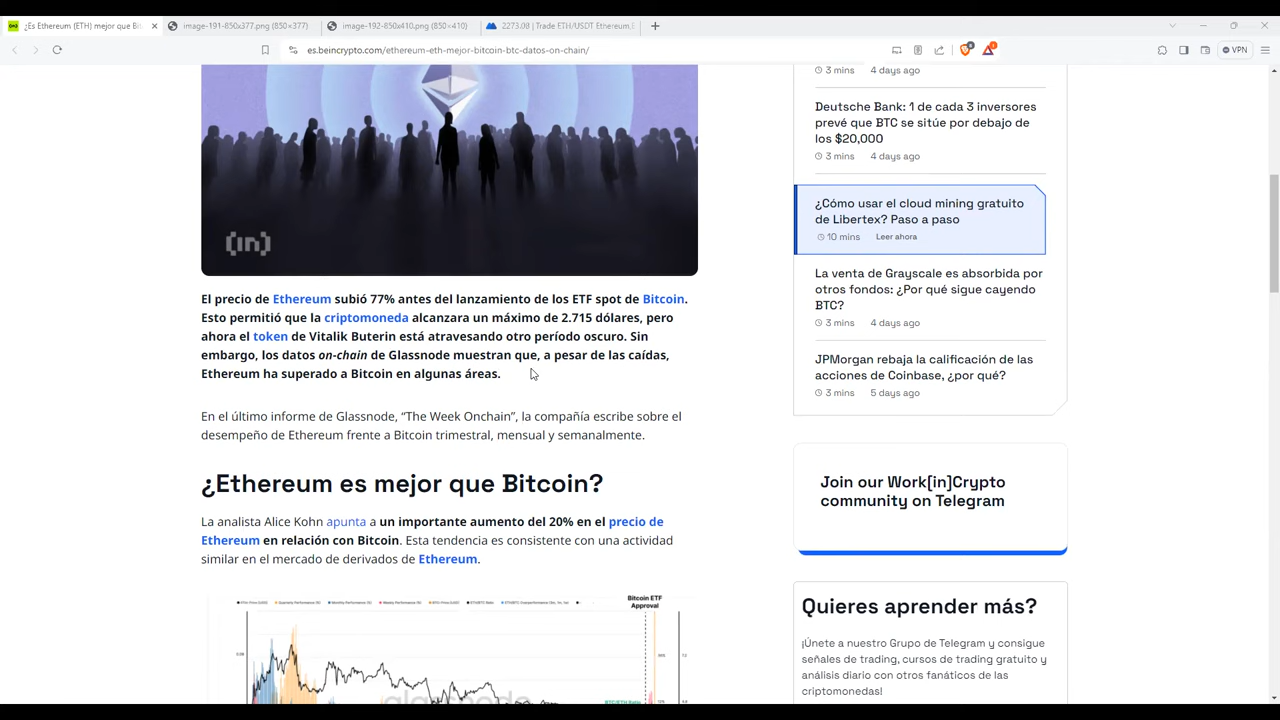 ¿Es Ethereum (ETH) mejor que Bit
image-191-850x377.png (850×377)
image-192-850x410.png (850×410)
2273.08 | Trade ETH/USDT Ethereum,
es.beincrypto.com/ethereum-eth-mejor-bitcoin-btc-datos-on-chain/
VPN
(in)
El precio de Ethereum subió 77% antes del lanzamiento de los ETF spot de Bitcoin.
Esto permitió que la criptomoneda alcanzara un máximo de 2.715 dólares, pero
ahora el token de Vitalik Buterin está atravesando otro período oscuro. Sin
embargo, los datos on-chain de Glassnode muestran que, a pesar de las caídas,
Ethereum ha superado a Bitcoin en algunas áreas.
En el último informe de Glassnode, “The Week Onchain”, la compañía escribe sobre el
desempeño de Ethereum frente a Bitcoin trimestral, mensual y semanalmente.
¿Ethereum es mejor que Bitcoin?
La analista Alice Kohn apunta a un importante aumento del 20% en el precio de
Ethereum en relación con Bitcoin. Esta tendencia es consistente con una actividad
similar en el mercado de derivados de Ethereum.
Bitcoin ETF
Approval
glassnode
3 mins 4 days ago
Deutsche Bank: 1 de cada 3 inversores
prevé que BTC se sitúe por debajo de
los $20,000
3 mins 4 days ago
¿Cómo usar el cloud mining gratuito
de Libertex? Paso a paso
10 mins Leer ahora
La venta de Grayscale es absorbida por
otros fondos: ¿Por qué sigue cayendo
BTC?
3 mins 4 days ago
JPMorgan rebaja la calificación de las
acciones de Coinbase, ¿por qué?
3 mins 5 days ago
Join our Work[in]Crypto
community on Telegram
Quieres aprender más?
¡Únete a nuestro Grupo de Telegram y consigue
señales de trading, cursos de trading gratuito y
análisis diario con otros fanáticos de las
criptomonedas!